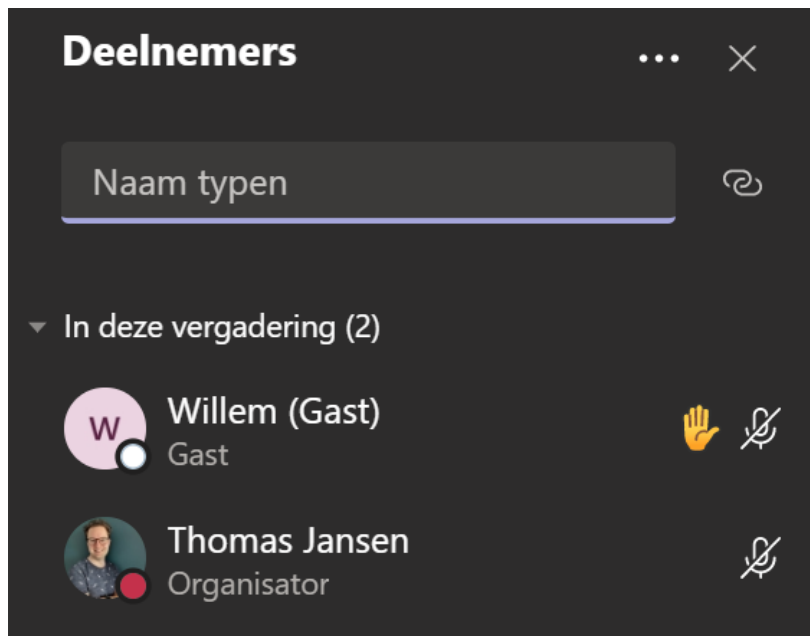 Deelnemers
Naam typen
In deze vergadering (2)
W
Willem (Gast)
Gast
Thomas Jansen
Organisator